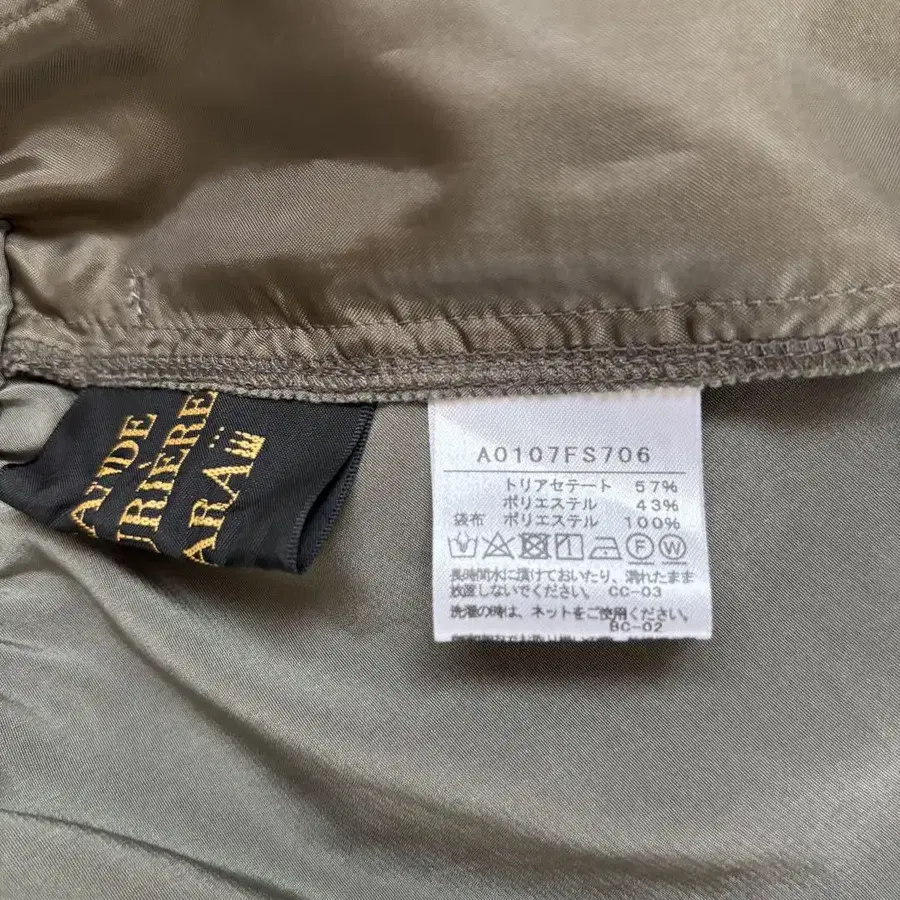 ANDE
RIÈRE
ARA
A0107FS706
トリアセテート 57%
ポリエステル 43%
袋布 ポリエステル 100%
F W
長時間水に漬けておいたり、濡れたまま
放置しないでください。 CC-03
洗濯の時は、ネットをご使用ください。
BC-02